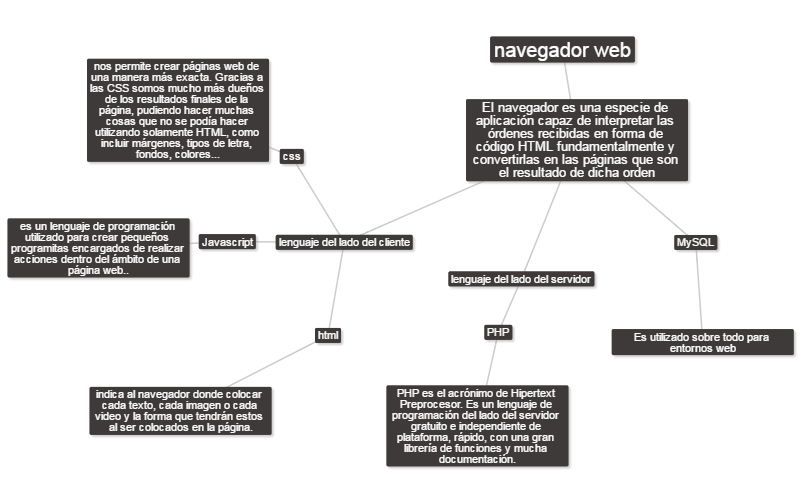 navegador web
El navegador es una especie de
aplicación capaz de interpretar las
órdenes recibidas en forma de
código HTML fundamentalmente y
convertirlas en las páginas que son
el resultado de dicha orden
nos permite crear páginas web de
una manera más exacta. Gracias a
las CSS somos mucho más dueños
de los resultados finales de la
página, pudiendo hacer muchas
cosas que no se podía hacer
utilizando solamente HTML, como
incluir márgenes, tipos de letra,
fondos, colores...
css
es un lenguaje de programación
utilizado para crear pequeños
programitas encargados de realizar
acciones dentro del ámbito de una
página web..
Javascript
lenguaje del lado del cliente
MySQL
lenguaje del lado del servidor
html
PHP
Es utilizado sobre todo para
entornos web
indica al navegador donde colocar
cada texto, cada imagen o cada
video y la forma que tendrán estos
al ser colocados en la página.
PHP es el acrónimo de Hipertext
Preprocesor. Es un lenguaje de
programación del lado del servidor
gratuito e independiente de
plataforma, rápido, con una gran
librería de funciones y mucha
documentación.